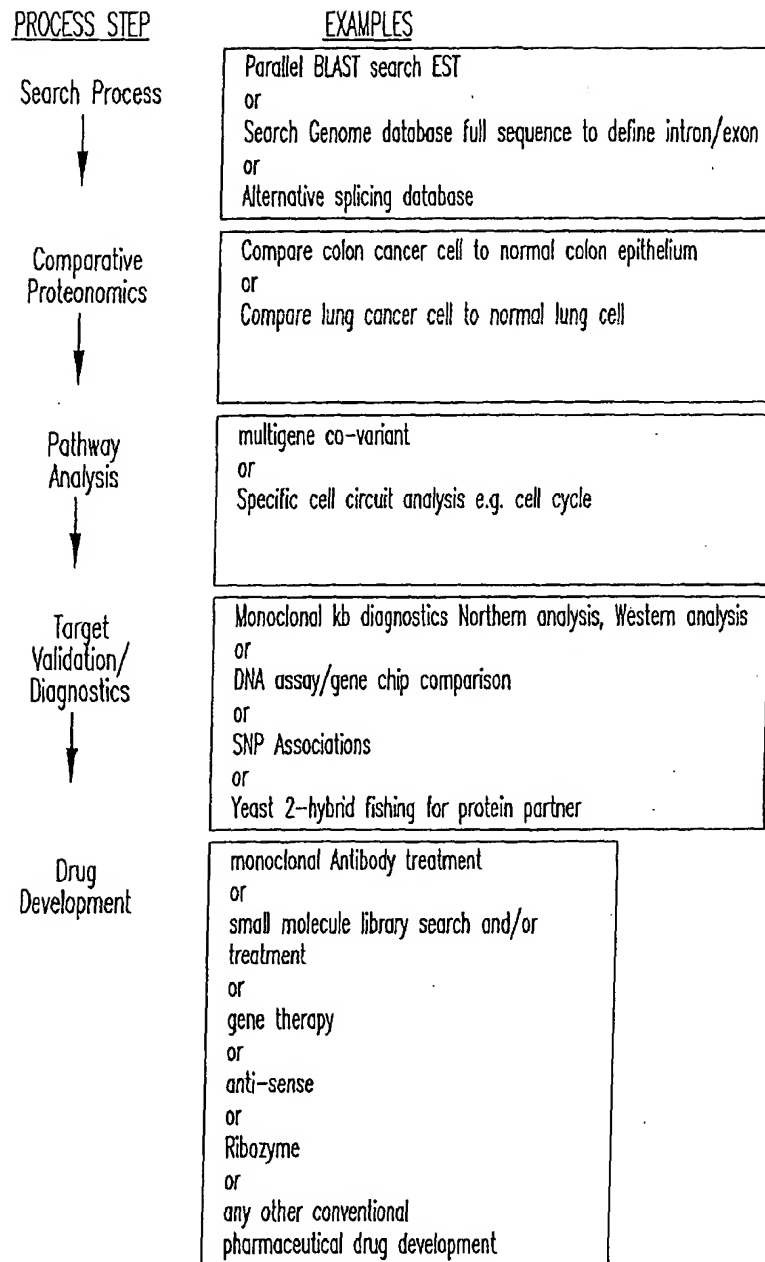 PROCESS STEP
EXAMPLES
Search Process
Parallel BLAST search EST
or
Search Genome database full sequence to define intron/exon
or
Alternative splicing database
Comparative
Proteonomics
Compare colon cancer cell to normal colon epithelium
or
Compare lung cancer cell to normal lung cell
Pathway
Analysis
multigene co-variant
or
Specific cell circuit analysis e.g. cell cycle
Target
Validation/
Diagnostics
Monoclonal kb diagnostics Northern analysis, Western analysis
or
DNA assay/gene chip comparison
or
SNP Associations
or
Yeast 2-hybrid fishing for protein partner
Drug
Development
monoclonal Antibody treatment
or
small molecule library search and/or
treatment
or
gene therapy
or
anti-sense
or
Ribozyme
or
any other conventional
pharmaceutical drug development